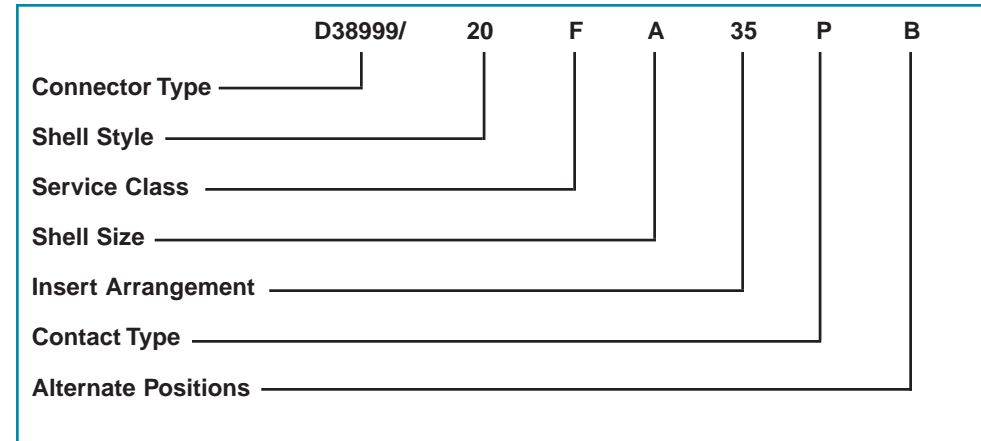 D38999/ 20 F A 35 P B
Connector Type
Shell Style
Service Class
Shell Size
Insert Arrangement
Contact Type
Alternate Positions